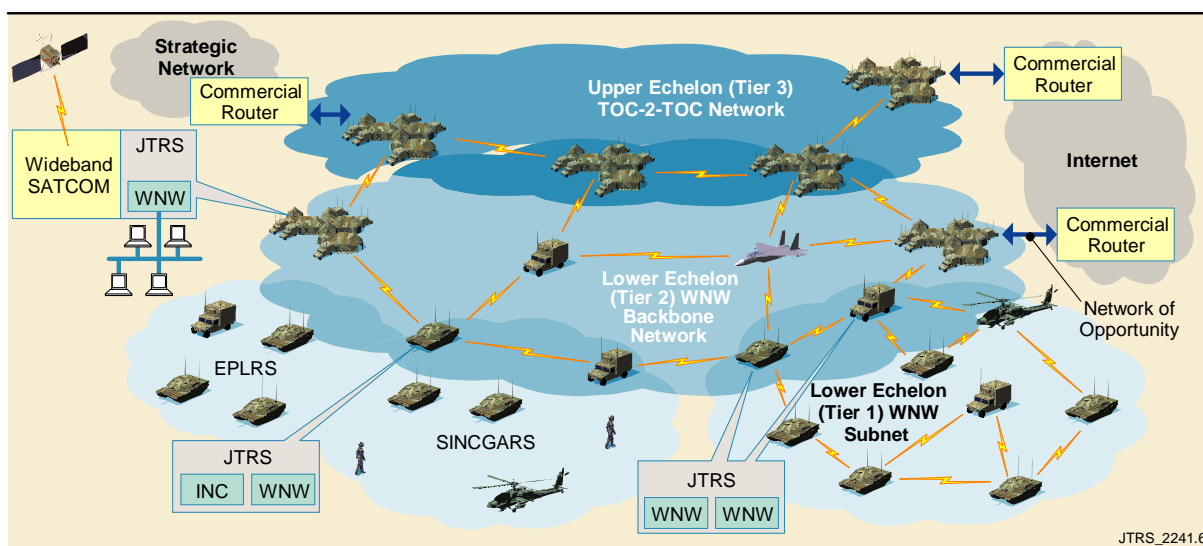 Strategic
Network
Commercial
Router
Upper Echelon (Tier 3)
TOC-2-TOC Network
Commercial
Router
Wideband
SATCOM
JTRS
WNW
Internet
Commercial
Router
Lower Echelon
(Tier 2) WNW
Backbone
Network
Network of
Opportunity
EPLRS
SINCGARS
Lower Echelon
(Tier 1) WNW
Subnet
JTRS
INC
WNW
JTRS
WNW
WNW
JTRS_2241.6